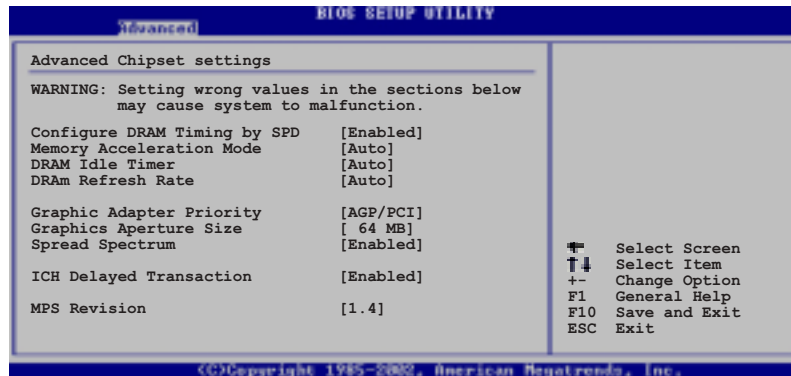 BIOS SETUP UTILITY
Advanced
Advanced Chipset settings
WARNING: Setting wrong values in the sections below
may cause system to malfunction.
Configure DRAM Timing by SPD [Enabled]
Memory Acceleration Mode [Auto]
DRAM Idle Timer [Auto]
DRAm Refresh Rate [Auto]
Graphic Adapter Priority [AGP/PCI]
Graphics Aperture Size [ 64 MB]
Spread Spectrum [Enabled]
ICH Delayed Transaction [Enabled]
MPS Revision [1.4]
Select Screen
Select Item
+- Change Option
F1 General Help
F10 Save and Exit
ESC Exit
(C)Copyright 1985-2002, American Megatrends, Inc.